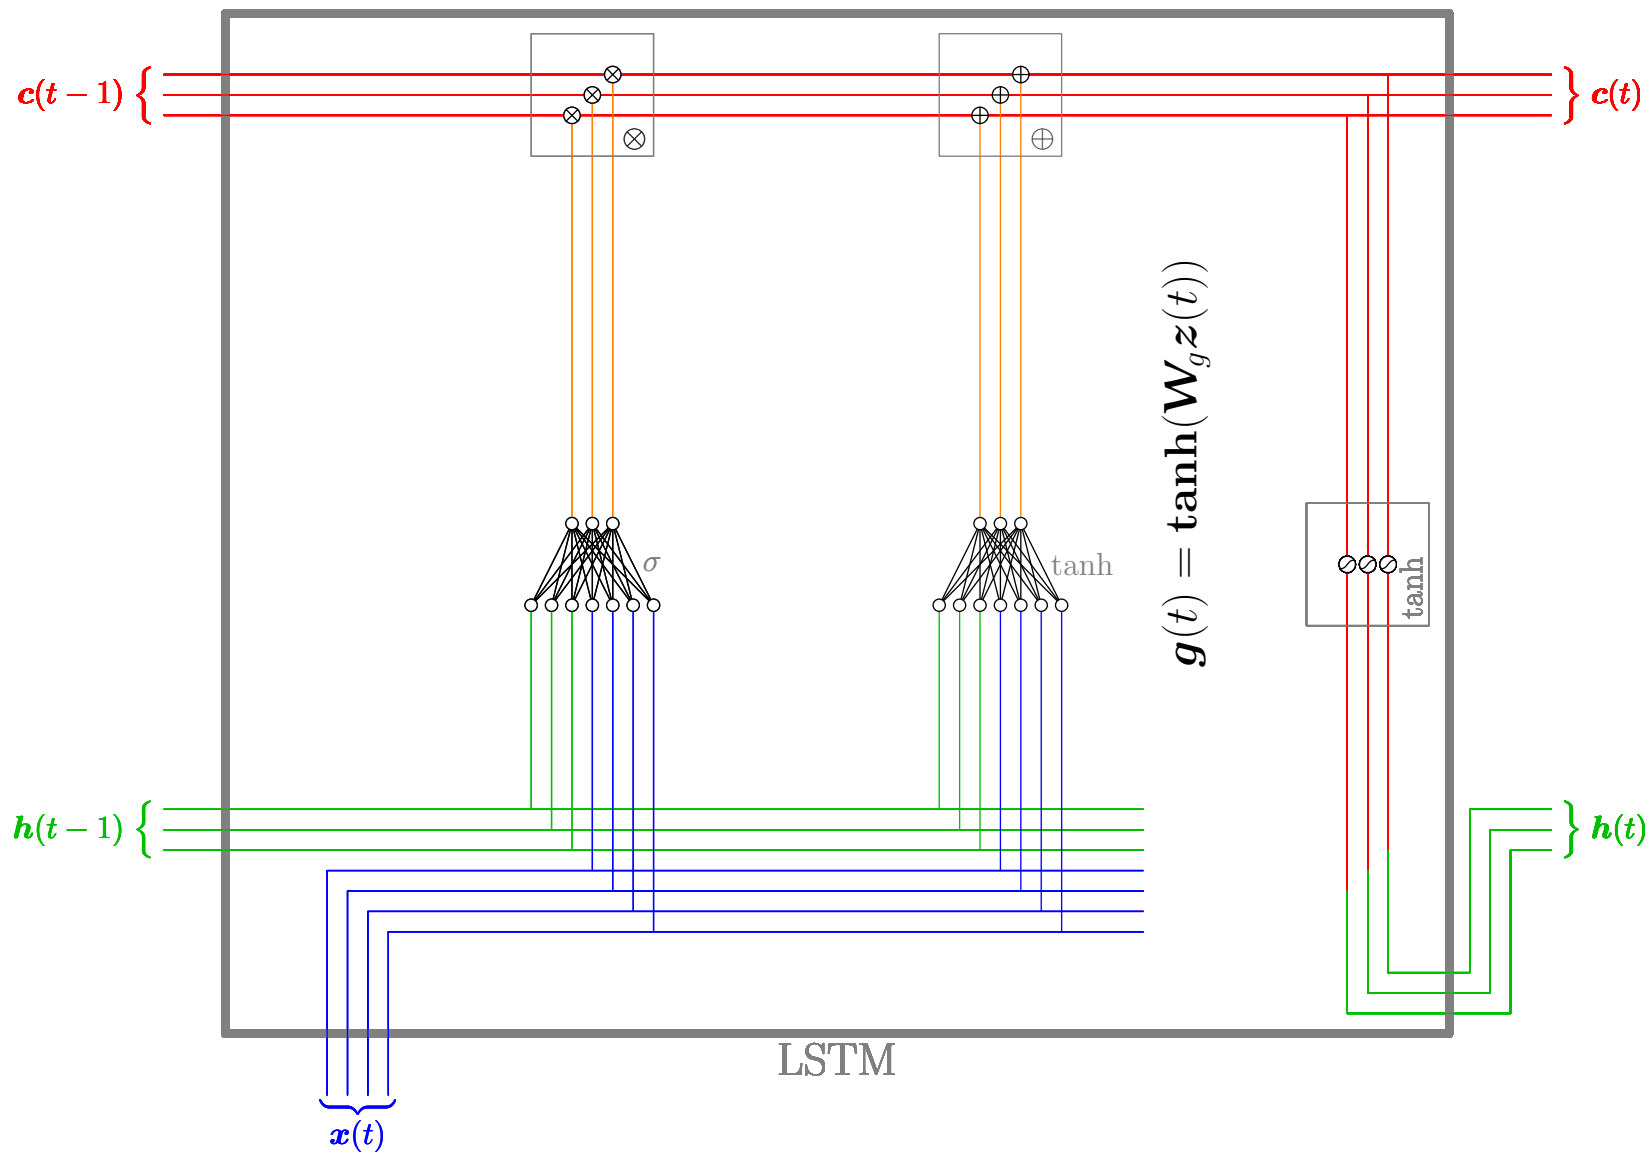 c(t − 1)
c(t)
σ
tanh
g(t) = tanh(W_g z(t))
tanh
h(t − 1)
h(t)
LSTM
x(t)